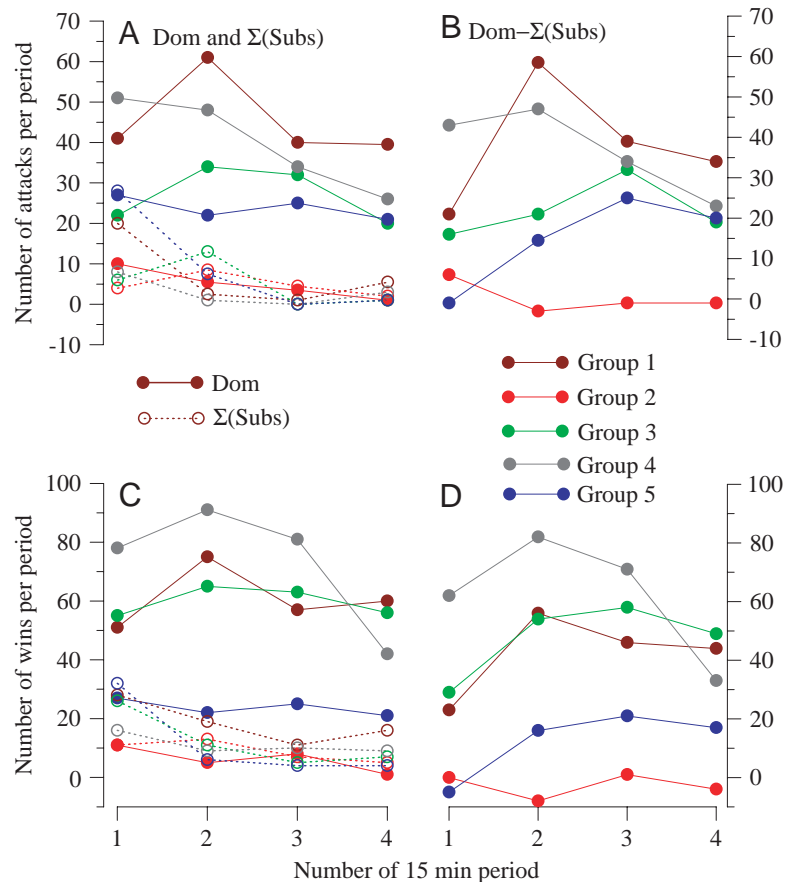 A Dom and Σ(Subs)
B Dom–Σ(Subs)
Number of attacks per period
70
60
50
40
30
20
10
0
-10
70
60
50
40
30
20
10
0
-10
Dom
Σ(Subs)
Group 1
Group 2
Group 3
Group 4
Group 5
C
D
Number of wins per period
100
80
60
40
20
0
100
80
60
40
20
0
1 2 3 4
1 2 3 4
Number of 15 min period